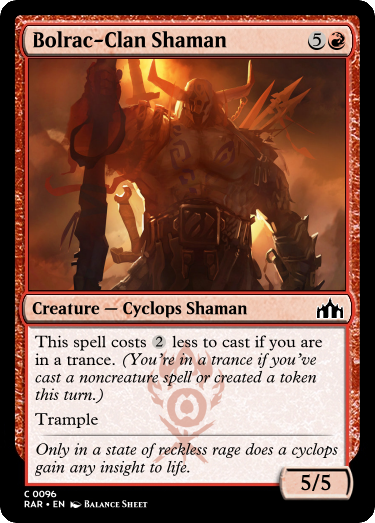 Bolrac-Clan Shaman 5
Creature — Cyclops Shaman
This spell costs 2 less to cast if you are
in a trance. (You're in a trance if you've
cast a noncreature spell or created a token
this turn.)
Trample
Only in a state of reckless rage does a cyclops
gain any insight to life.
5/5
C 0096
RAR • EN Balance Sheet